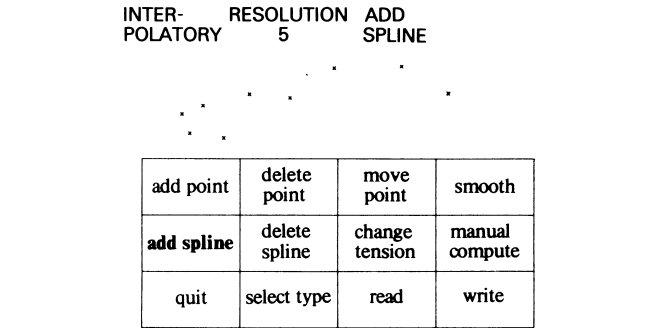 INTER- RESOLUTION ADD
POLATORY 5 SPLINE
add point delete point move point smooth
add spline delete spline change tension manual compute
quit select type read write